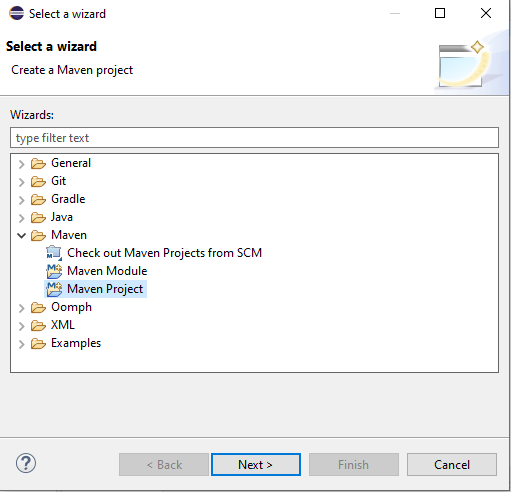 Select a wizard
Select a wizard
Create a Maven project
Wizards:
type filter text
General
Git
Gradle
Java
Maven
Check out Maven Projects from SCM
Maven Module
Maven Project
Oomph
XML
Examples
? < Back Next > Finish Cancel